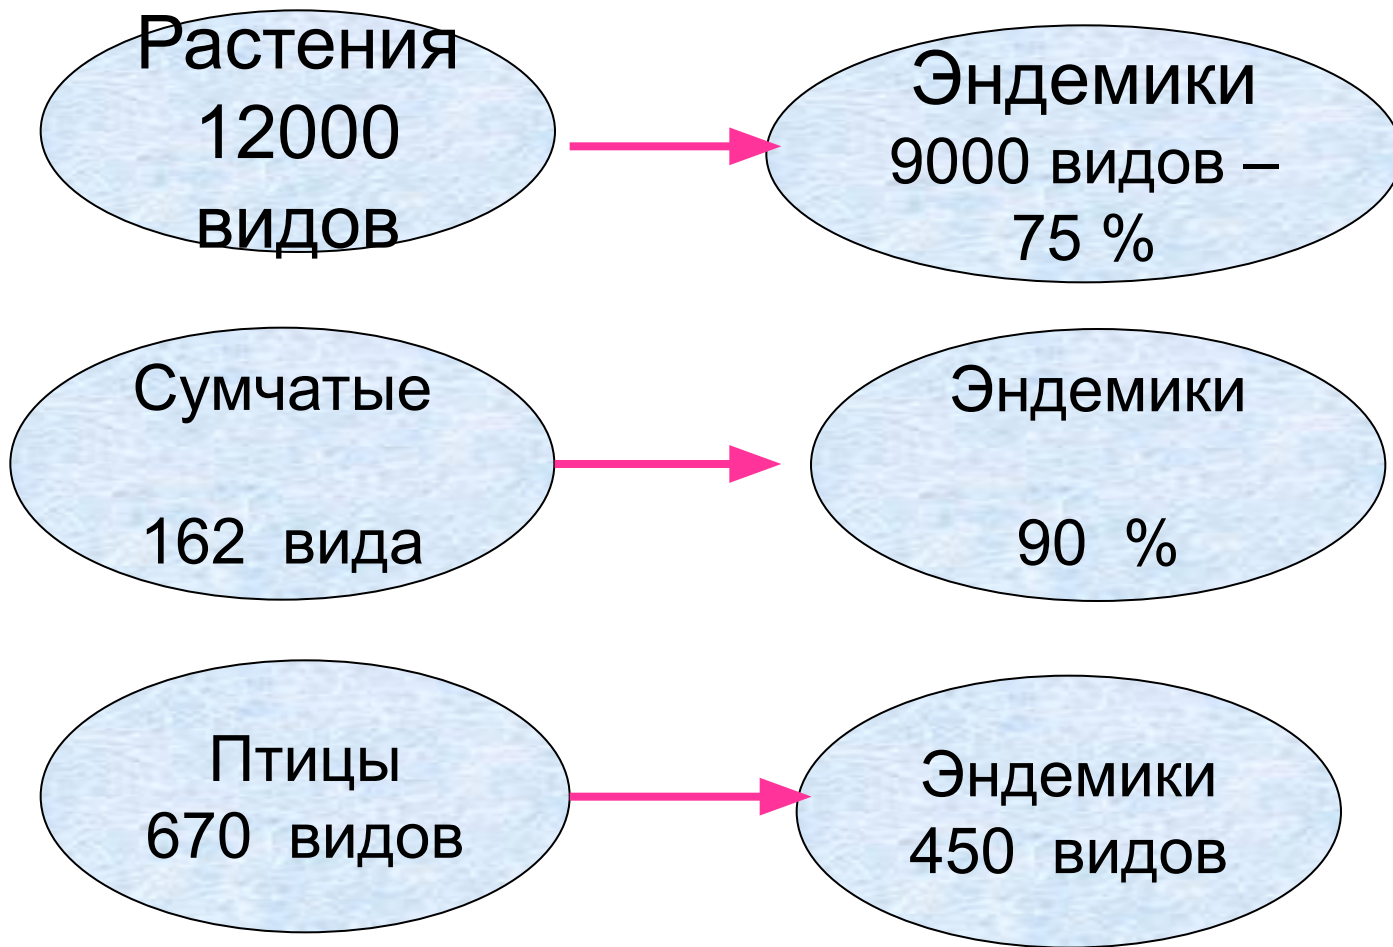 Растения
12000
видов
Эндемики
9000 видов –
75 %
Сумчатые
162 вида
Эндемики
90 %
Птицы
670 видов
Эндемики
450 видов